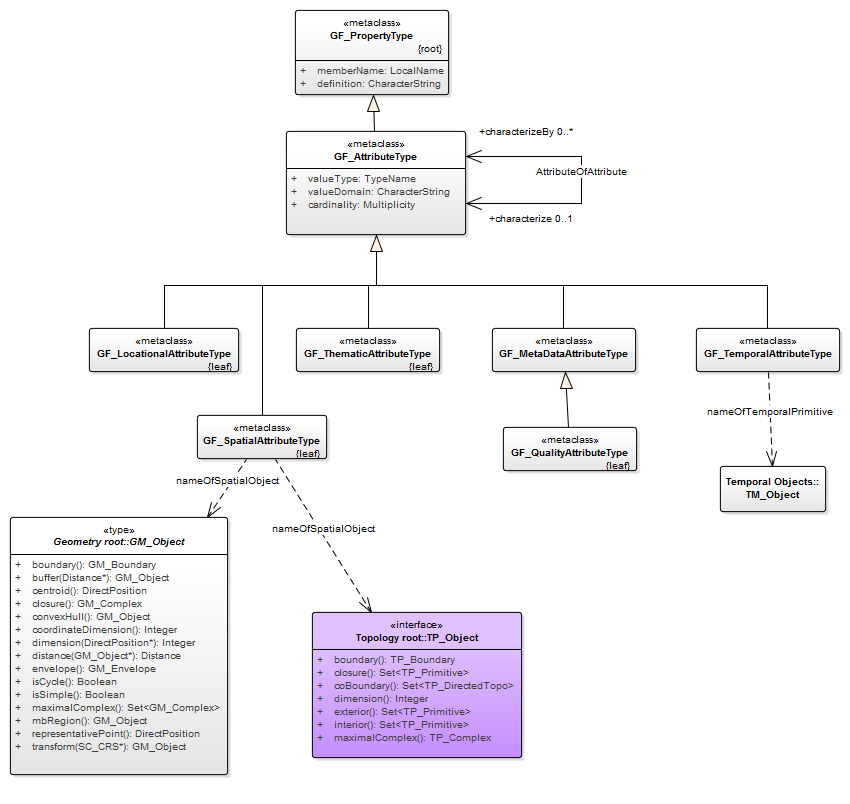 «metaclass»
GF_PropertyType
{root}
+ memberName: LocalName
+ definition: CharacterString
«metaclass»
GF_AttributeType
+ valueType: TypeName
+ valueDomain: CharacterString
+ cardinality: Multiplicity
+characterizeBy 0..*
AttributeOfAttribute
+characterize 0..1
«metaclass»
GF_LocationalAttributeType
{leaf}
«metaclass»
GF_ThematicAttributeType
{leaf}
«metaclass»
GF_MetaDataAttributeType
«metaclass»
GF_TemporalAttributeType
«metaclass»
GF_SpatialAttributeType
{leaf}
«metaclass»
GF_QualityAttributeType
{leaf}
nameOfTemporalPrimitive
Temporal Objects::
TM_Object
nameOfSpatialObject
nameOfSpatialObject
«type»
Geometry root::GM_Object
+ boundary(): GM_Boundary
+ buffer(Distance*): GM_Object
+ centroid(): DirectPosition
+ closure(): GM_Complex
+ convexHull(): GM_Object
+ coordinateDimension(): Integer
+ dimension(DirectPosition*): Integer
+ distance(GM_Object*): Distance
+ envelope(): GM_Envelope
+ isCycle(): Boolean
+ isSimple(): Boolean
+ maximalComplex(): Set<GM_Complex>
+ mbRegion(): GM_Object
+ representativePoint(): DirectPosition
+ transform(SC_CRS*): GM_Object
«interface»
Topology root::TP_Object
+ boundary(): TP_Boundary
+ closure(): Set<TP_Primitive>
+ coBoundary(): Set<TP_DirectedTopo>
+ dimension(): Integer
+ exterior(): Set<TP_Primitive>
+ interior(): Set<TP_Primitive>
+ maximalComplex(): TP_Complex